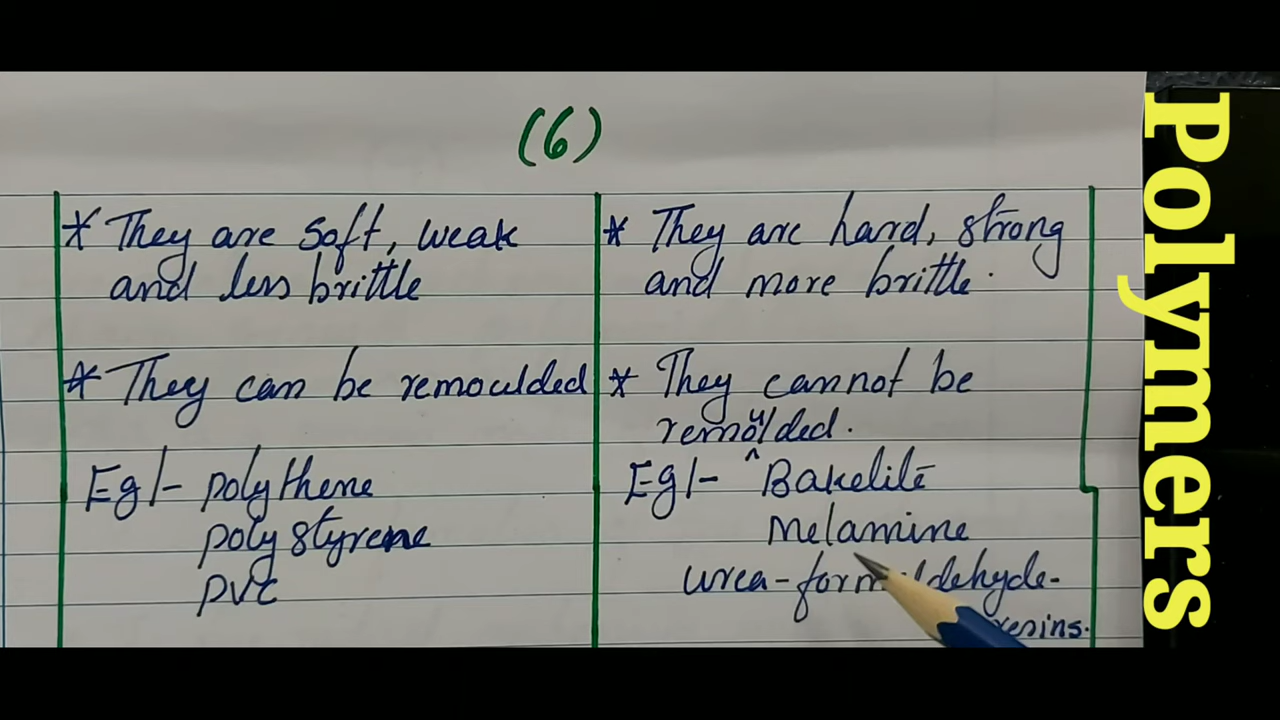 (6)
* They are soft, weak
and less brittle
* They can be remoulded
Eg/- polythene
polystyrene
PVC
* They are hard, strong
and more brittle.
* They cannot be
remoulded.
Eg/- Bakelite
Melamine
urea-formaldehyde-
resins.
Polymers